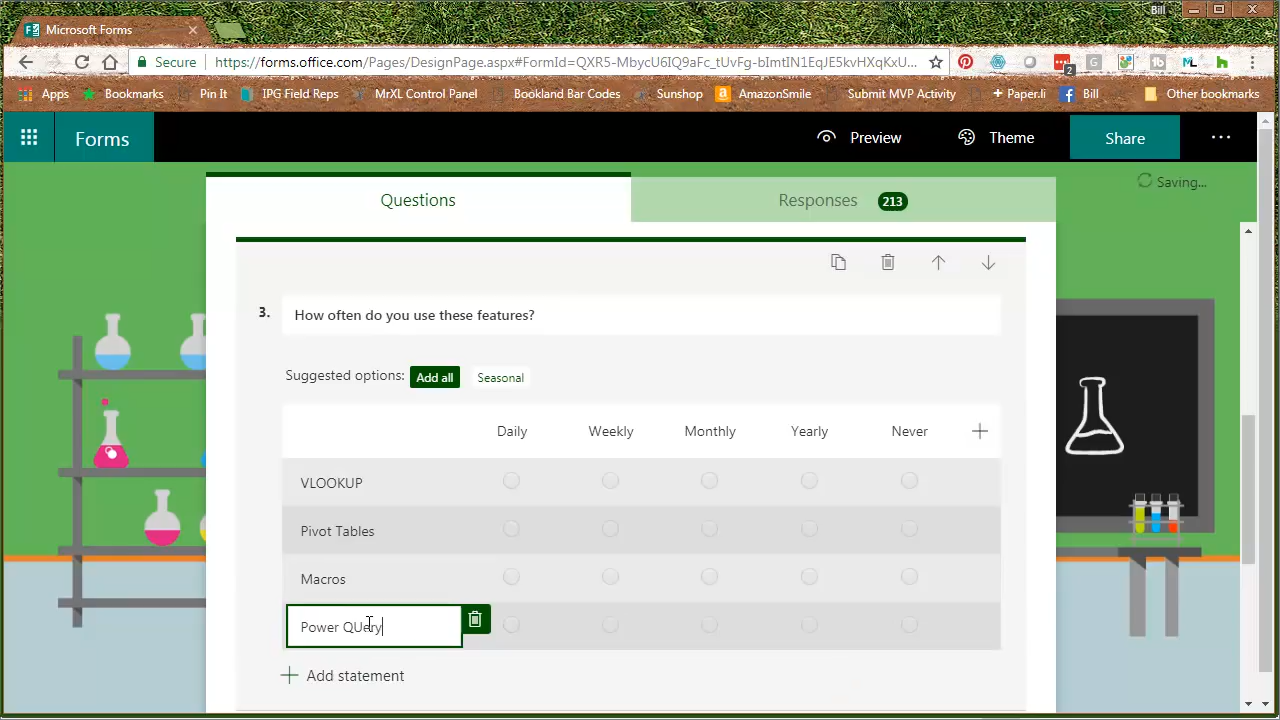 Bill
Microsoft Forms
Secure
https://forms.office.com/Pages/DesignPage.aspx#FormId=QXR5-MbycU6IQ9aFc_tUvFg-bImtIN1EqJE5kvHXqKxU...
2
Apps
Bookmarks
Pin It
IPG Field Reps
MrXL Control Panel
Bookland Bar Codes
Sunshop
AmazonSmile
Submit MVP Activity
+ Paper.li
Bill
Other bookmarks
Forms
Preview
Theme
Share
Questions
Responses 213
Saving...
3. How often do you use these features?
Suggested options: Add all Seasonal
Daily Weekly Monthly Yearly Never
VLOOKUP
Pivot Tables
Macros
Power QUery
Add statement